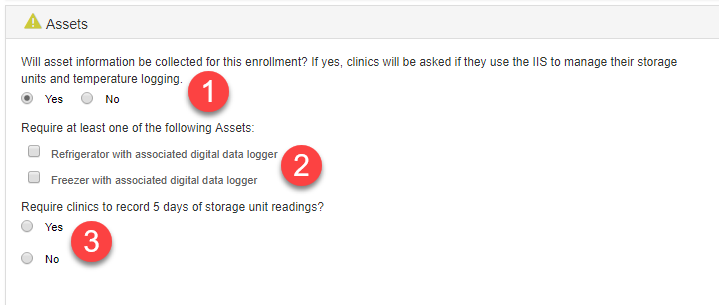 Assets
Will asset information be collected for this enrollment? If yes, clinics will be asked if they use the IIS to manage their storage
units and temperature logging.
Yes No
1
Require at least one of the following Assets:
Refrigerator with associated digital data logger
2
Freezer with associated digital data logger
Require clinics to record 5 days of storage unit readings?
Yes
3
No